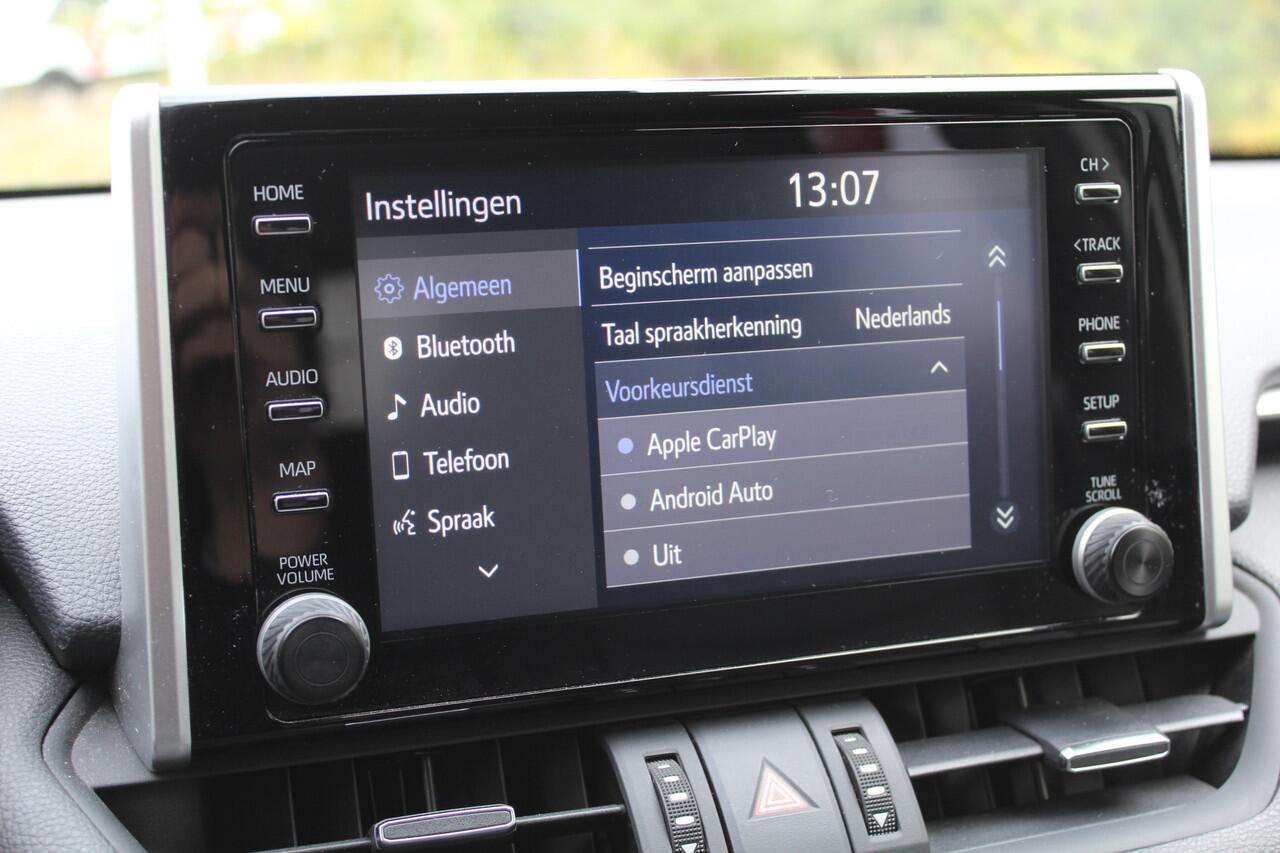 HOME
MENU
AUDIO
MAP
POWER
VOLUME
Instellingen
13:07
Algemeen
Bluetooth
Audio
Telefoon
Spraak
Beginscherm aanpassen
Taal spraakherkenning Nederlands
Voorkeursdienst
Apple CarPlay
Android Auto
Uit
CH >
< TRACK
PHONE
SETUP
TUNE
SCROLL